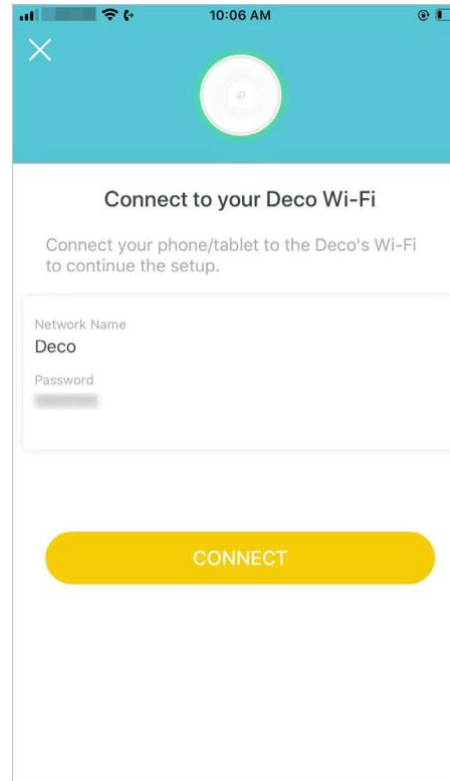 10:06 AM
Connect to your Deco Wi-Fi
Connect your phone/tablet to the Deco's Wi-Fi
to continue the setup.
Network Name
Deco
Password
CONNECT